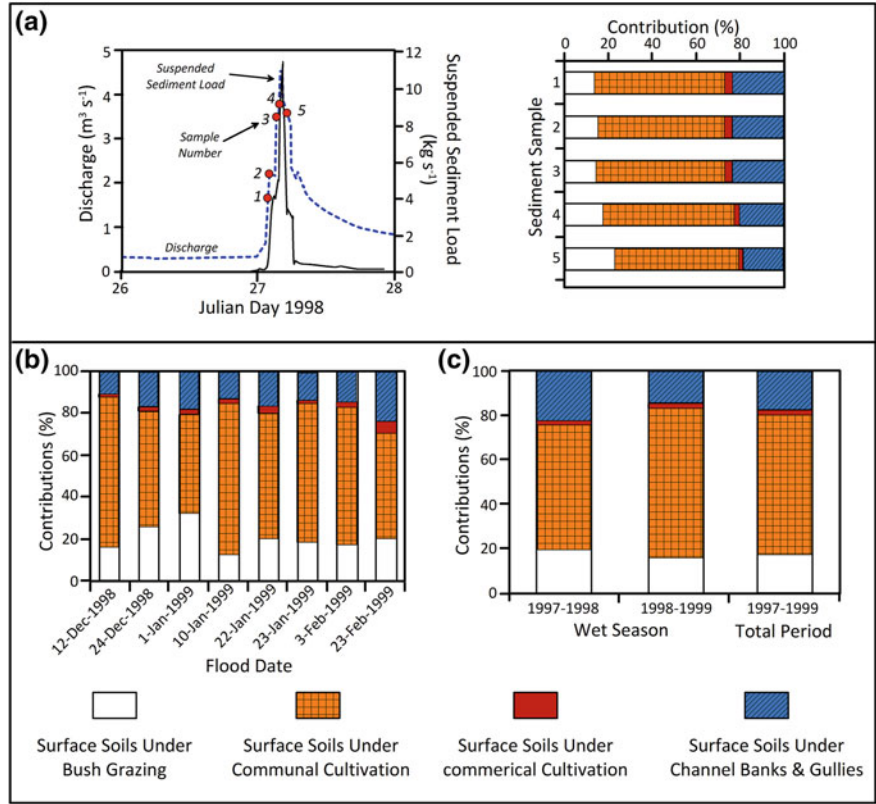 (a)
Discharge (m³ s⁻¹)
5
4
3
2
1
0
Suspended
Sediment Load
Sample
Number
Discharge
1
2
3
4
5
26
27
28
Julian Day 1998
12
10
8
6
4
2
0
Suspended Sediment Load
(kg s⁻¹)
Contribution (%)
0 20 40 60 80 100
Sediment Sample
1
2
3
4
5
(b)
Contributions (%)
100
80
60
40
20
0
12-Dec-1998
24-Dec-1998
1-Jan-1999
10-Jan-1999
22-Jan-1999
23-Jan-1999
3-Feb-1999
23-Feb-1999
Flood Date
(c)
Contributions (%)
100
80
60
40
20
0
1997-1998 1998-1999 1997-1999
Wet Season Total Period
Surface Soils Under
Bush Grazing
Surface Soils Under
Communal Cultivation
Surface Soils Under
commerical Cultivation
Surface Soils Under
Channel Banks & Gullies